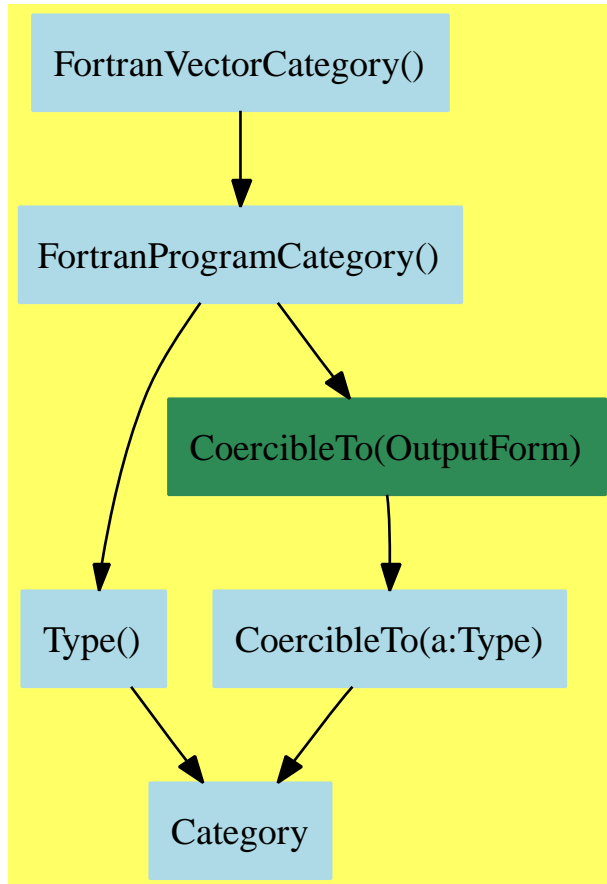 FortranVectorCategory()
FortranProgramCategory()
CoercibleTo(OutputForm)
Type()
CoercibleTo(a:Type)
Category